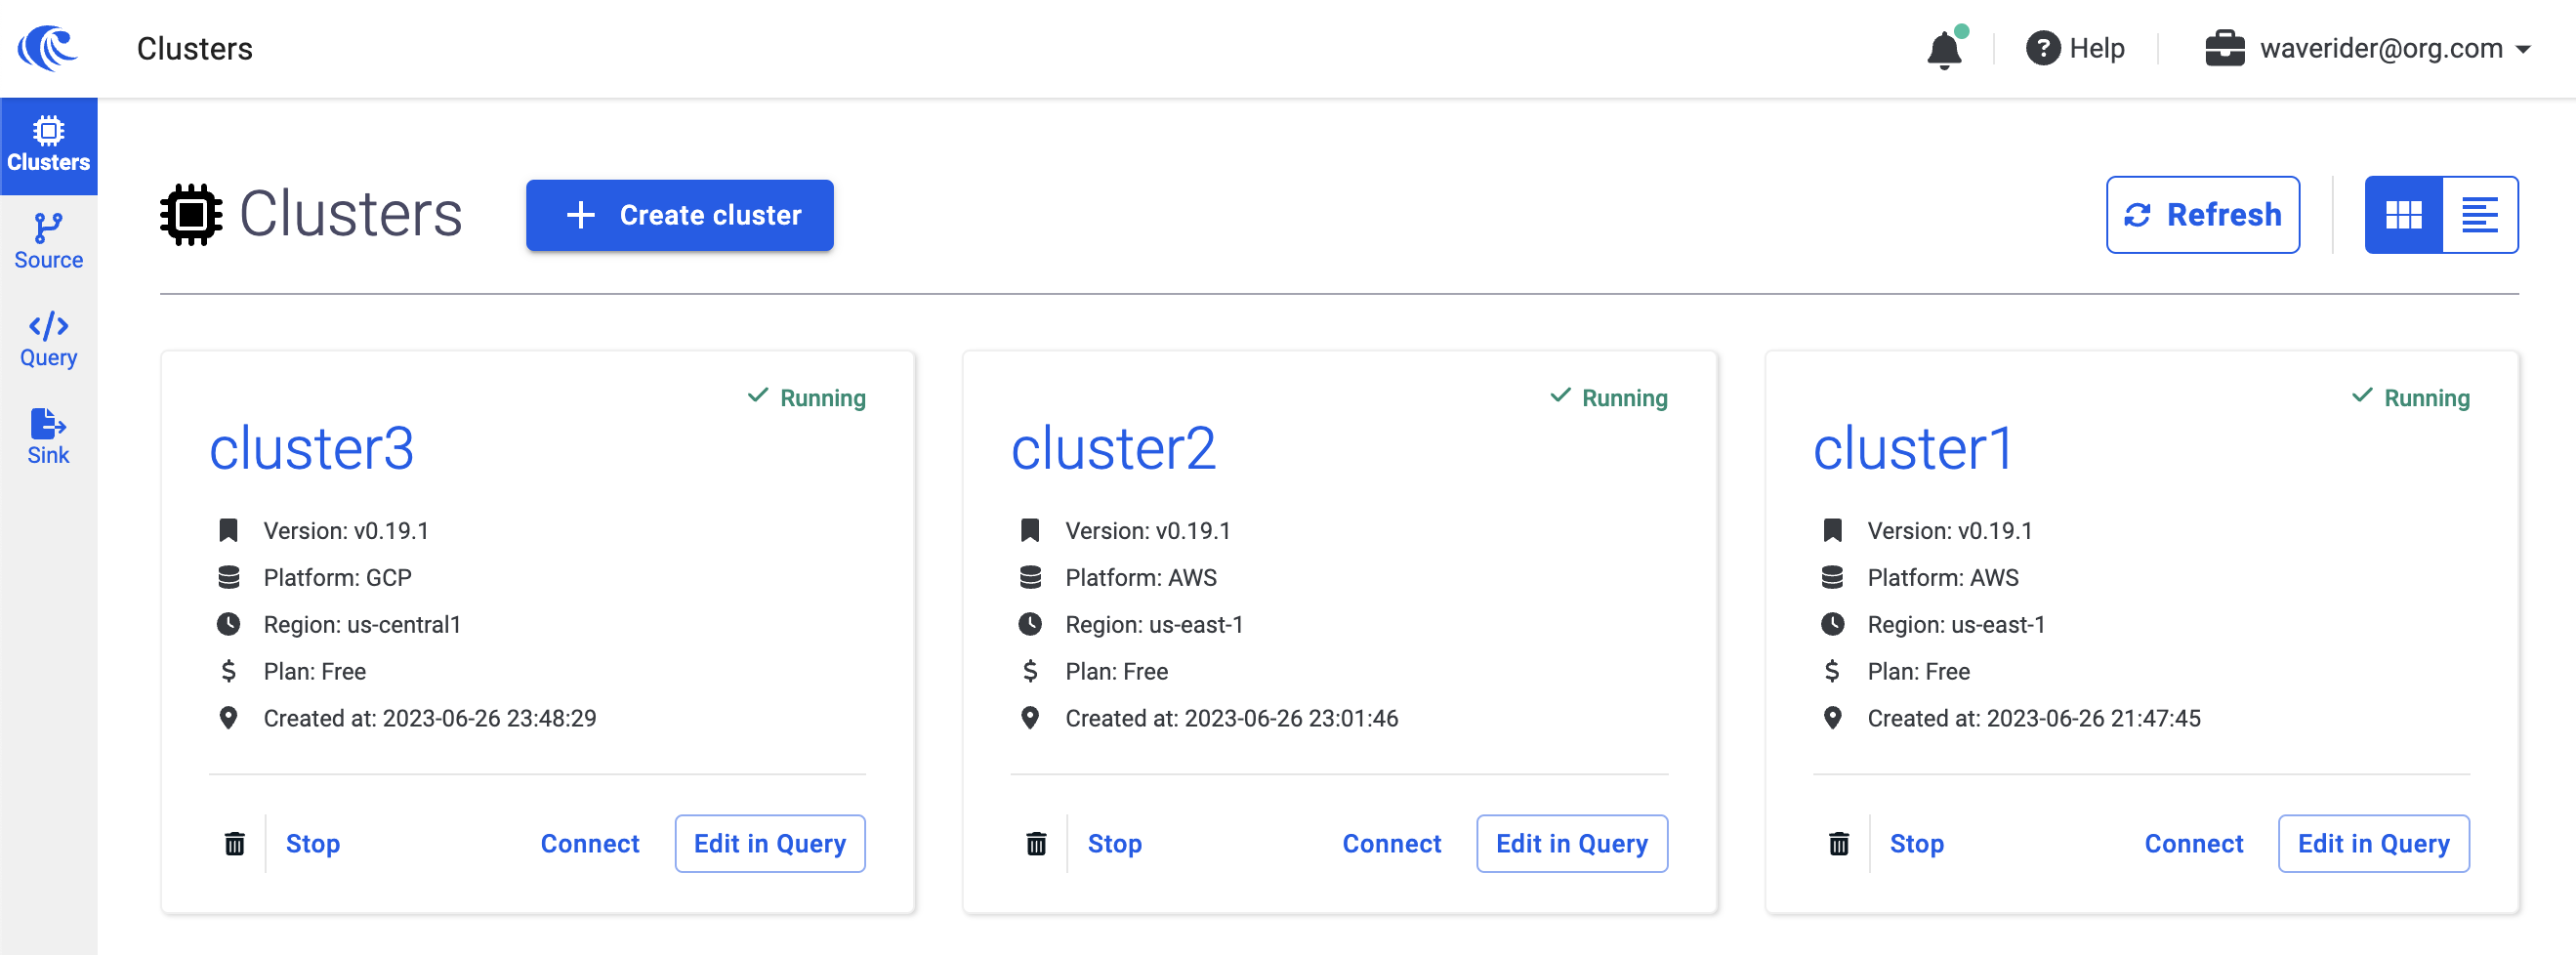 Clusters
Help
waverider@org.com
Clusters
Source
Query
Sink
Clusters
Create cluster
Refresh
Running
cluster3
Version: v0.19.1
Platform: GCP
Region: us-central1
Plan: Free
Created at: 2023-06-26 23:48:29
Stop
Connect
Edit in Query
Running
cluster2
Version: v0.19.1
Platform: AWS
Region: us-east-1
Plan: Free
Created at: 2023-06-26 23:01:46
Stop
Connect
Edit in Query
Running
cluster1
Version: v0.19.1
Platform: AWS
Region: us-east-1
Plan: Free
Created at: 2023-06-26 21:47:45
Stop
Connect
Edit in Query